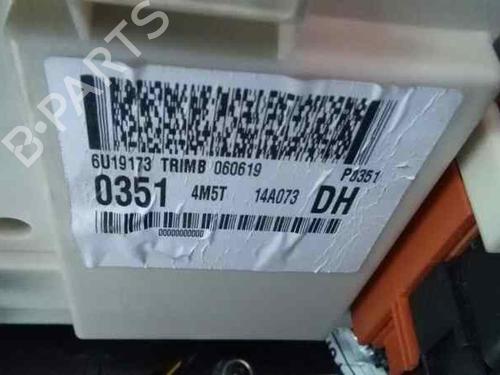 B-PARTS
6U19173 TRIMB 060619 P0351
0351 4M5T 14A073 DH
00000000000